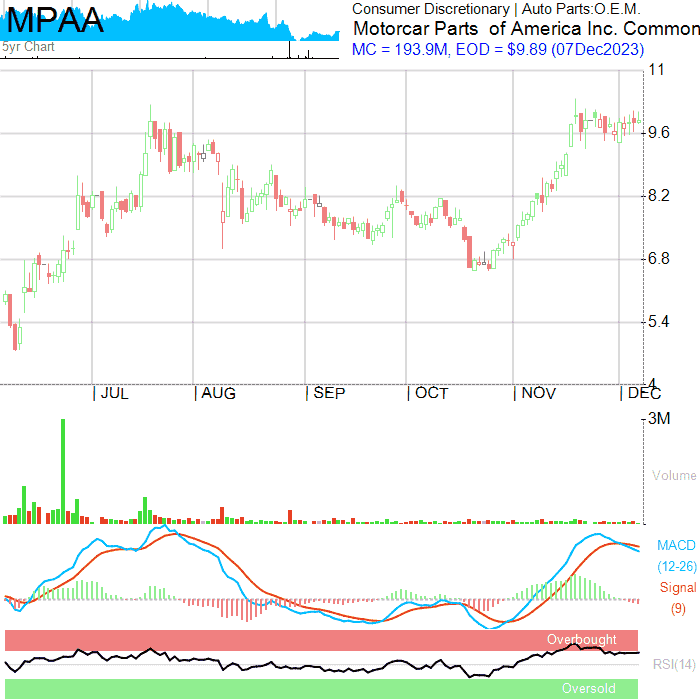 MPAA
5yr Chart
Consumer Discretionary | Auto Parts:O.E.M.
Motorcar Parts of America Inc. Common
MC = 193.9M, EOD = $9.89 (07Dec2023)
11
9.6
8.2
6.8
5.4
4
JUL
AUG
SEP
OCT
NOV
DEC
3M
Volume
MACD
(12-26)
Signal
(9)
Overbought
RSI(14)
Oversold